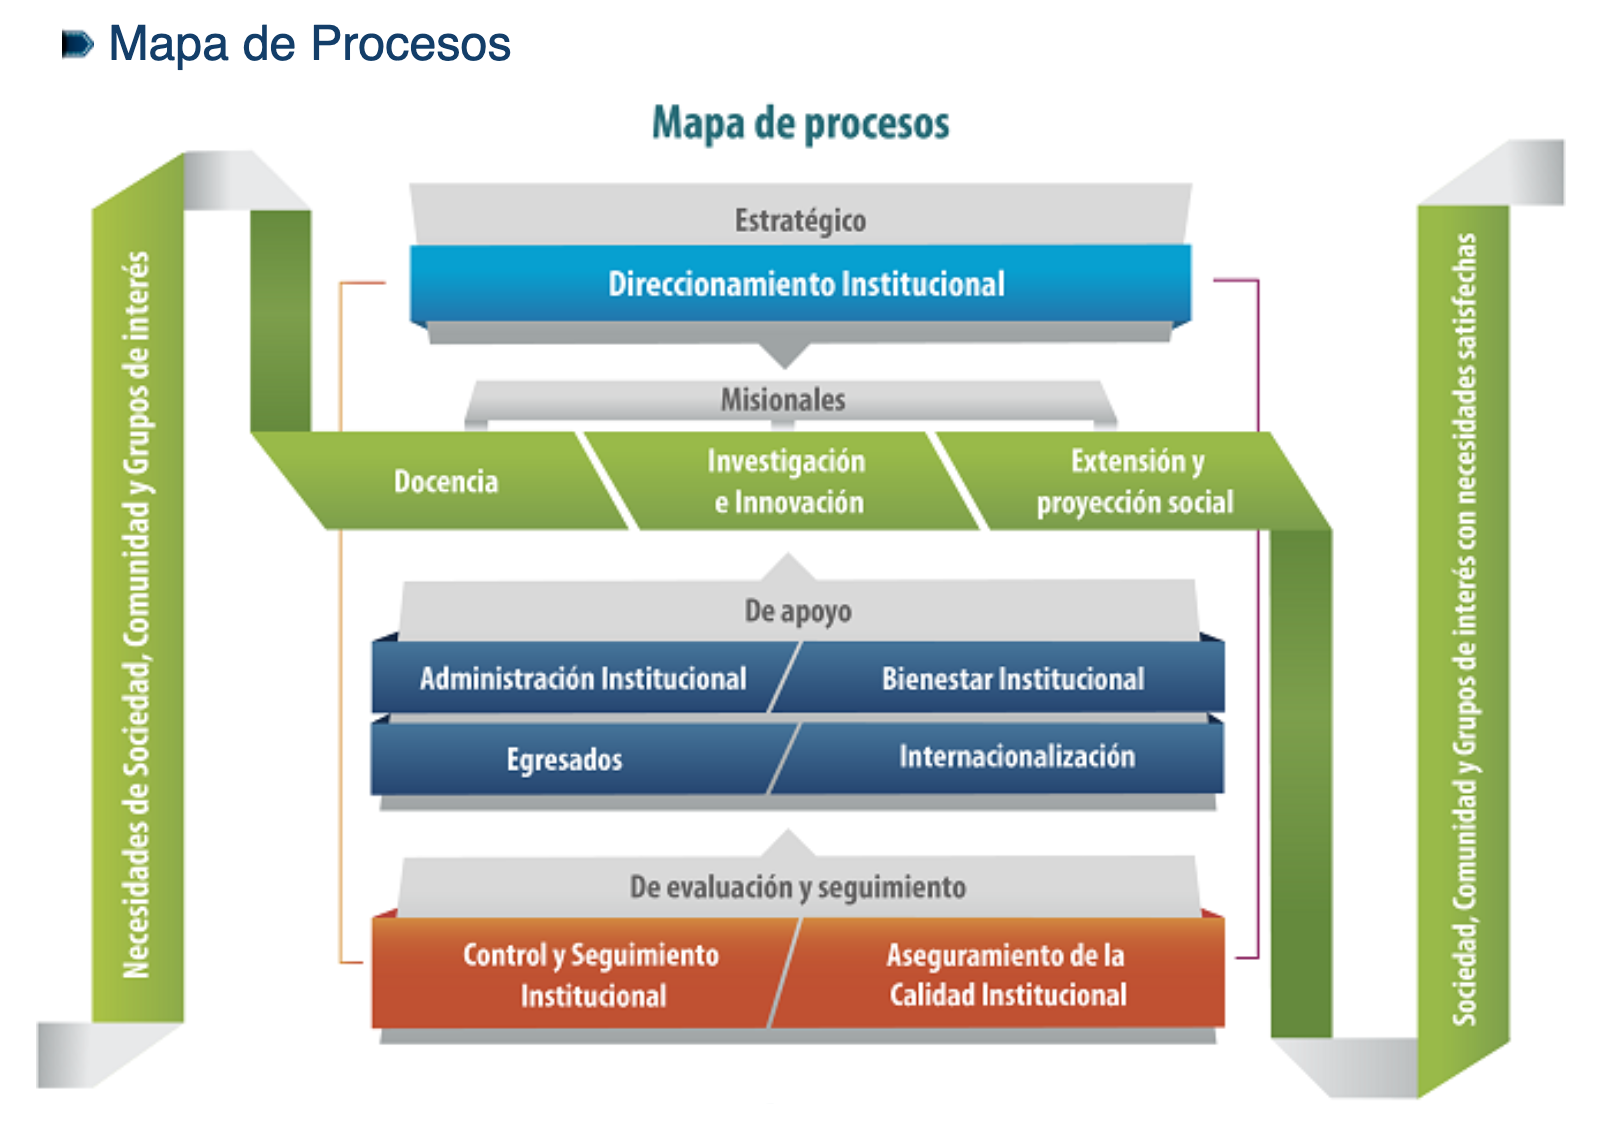 Mapa de Procesos
Mapa de procesos
Necesidades de Sociedad, Comunidad y Grupos de interés
Estratégico
Direccionamiento Institucional
Misionales
Docencia
Investigación
e Innovación
Extensión y
proyección social
De apoyo
Administración Institucional
Bienestar Institucional
Egresados
Internacionalización
De evaluación y seguimiento
Control y Seguimiento
Institucional
Aseguramiento de la
Calidad Institucional
Sociedad, Comunidad y Grupos de interés con necesidades satisfechas